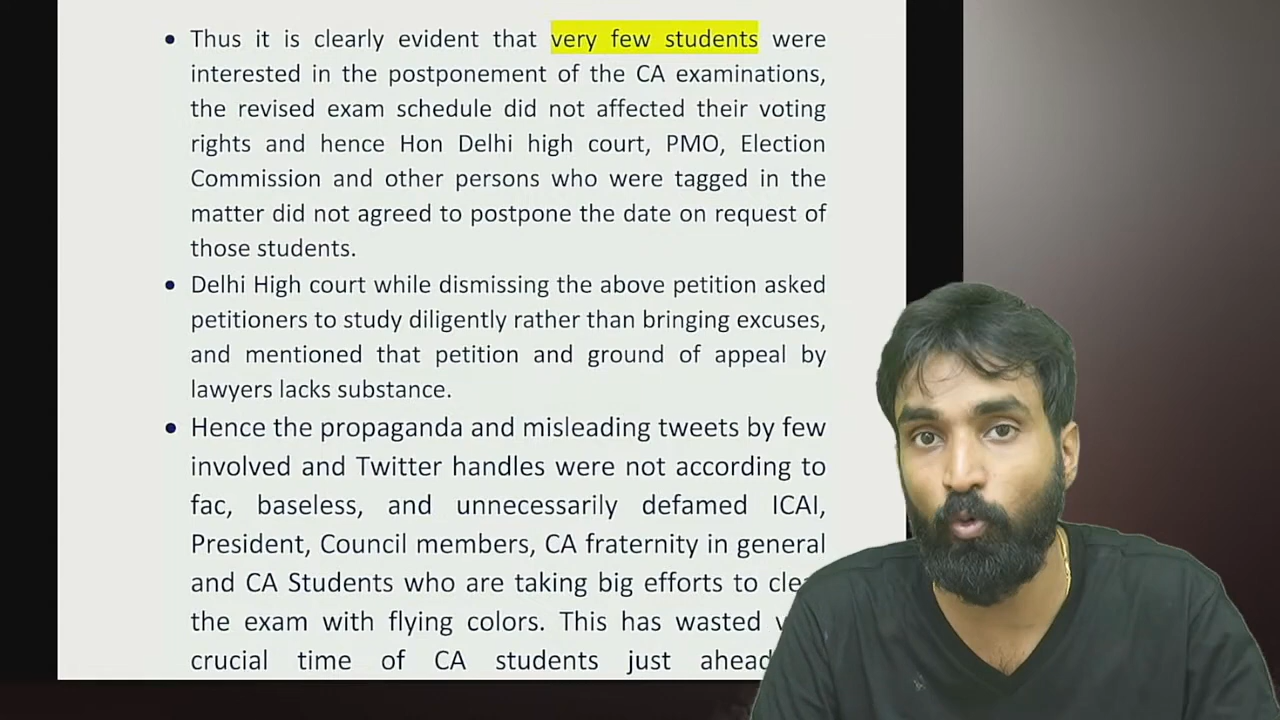 Thus it is clearly evident that very few students were
interested in the postponement of the CA examinations,
the revised exam schedule did not affected their voting
rights and hence Hon Delhi high court, PMO, Election
Commission and other persons who were tagged in the
matter did not agreed to postpone the date on request of
those students.
Delhi High court while dismissing the above petition asked
petitioners to study diligently rather than bringing excuses,
and mentioned that petition and ground of appeal by
lawyers lacks substance.
Hence the propaganda and misleading tweets by few
involved and Twitter handles were not according to
fac, baseless, and unnecessarily defamed ICAI,
President, Council members, CA fraternity in general
and CA Students who are taking big efforts to
the exam with flying colors. This has wasted
crucial time of CA students just ahead